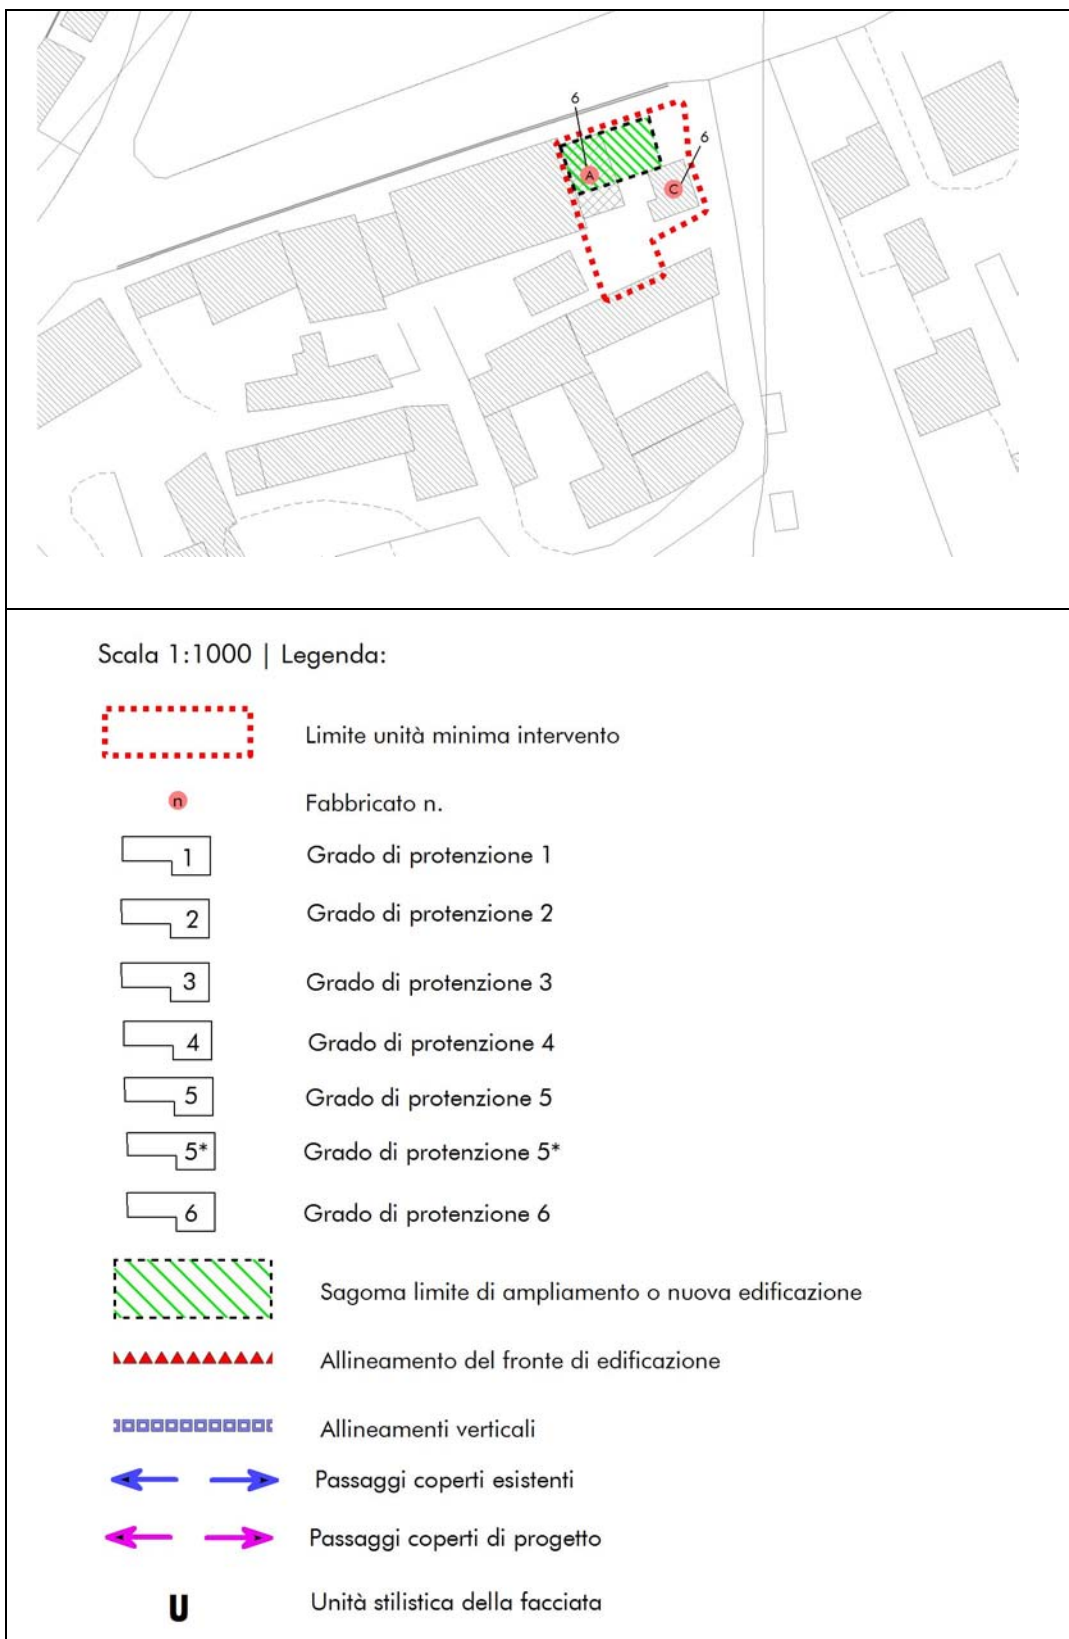 6
6
A
C
Scala 1:1000 | Legenda:
Limite unità minima intervento
n Fabbricato n.
1 Grado di protenzione 1
2 Grado di protenzione 2
3 Grado di protenzione 3
4 Grado di protenzione 4
5 Grado di protenzione 5
5* Grado di protenzione 5*
6 Grado di protenzione 6
Sagoma limite di ampliamento o nuova edificazione
Allineamento del fronte di edificazione
Allineamenti verticali
Passaggi coperti esistenti
Passaggi coperti di progetto
U Unità stilistica della facciata